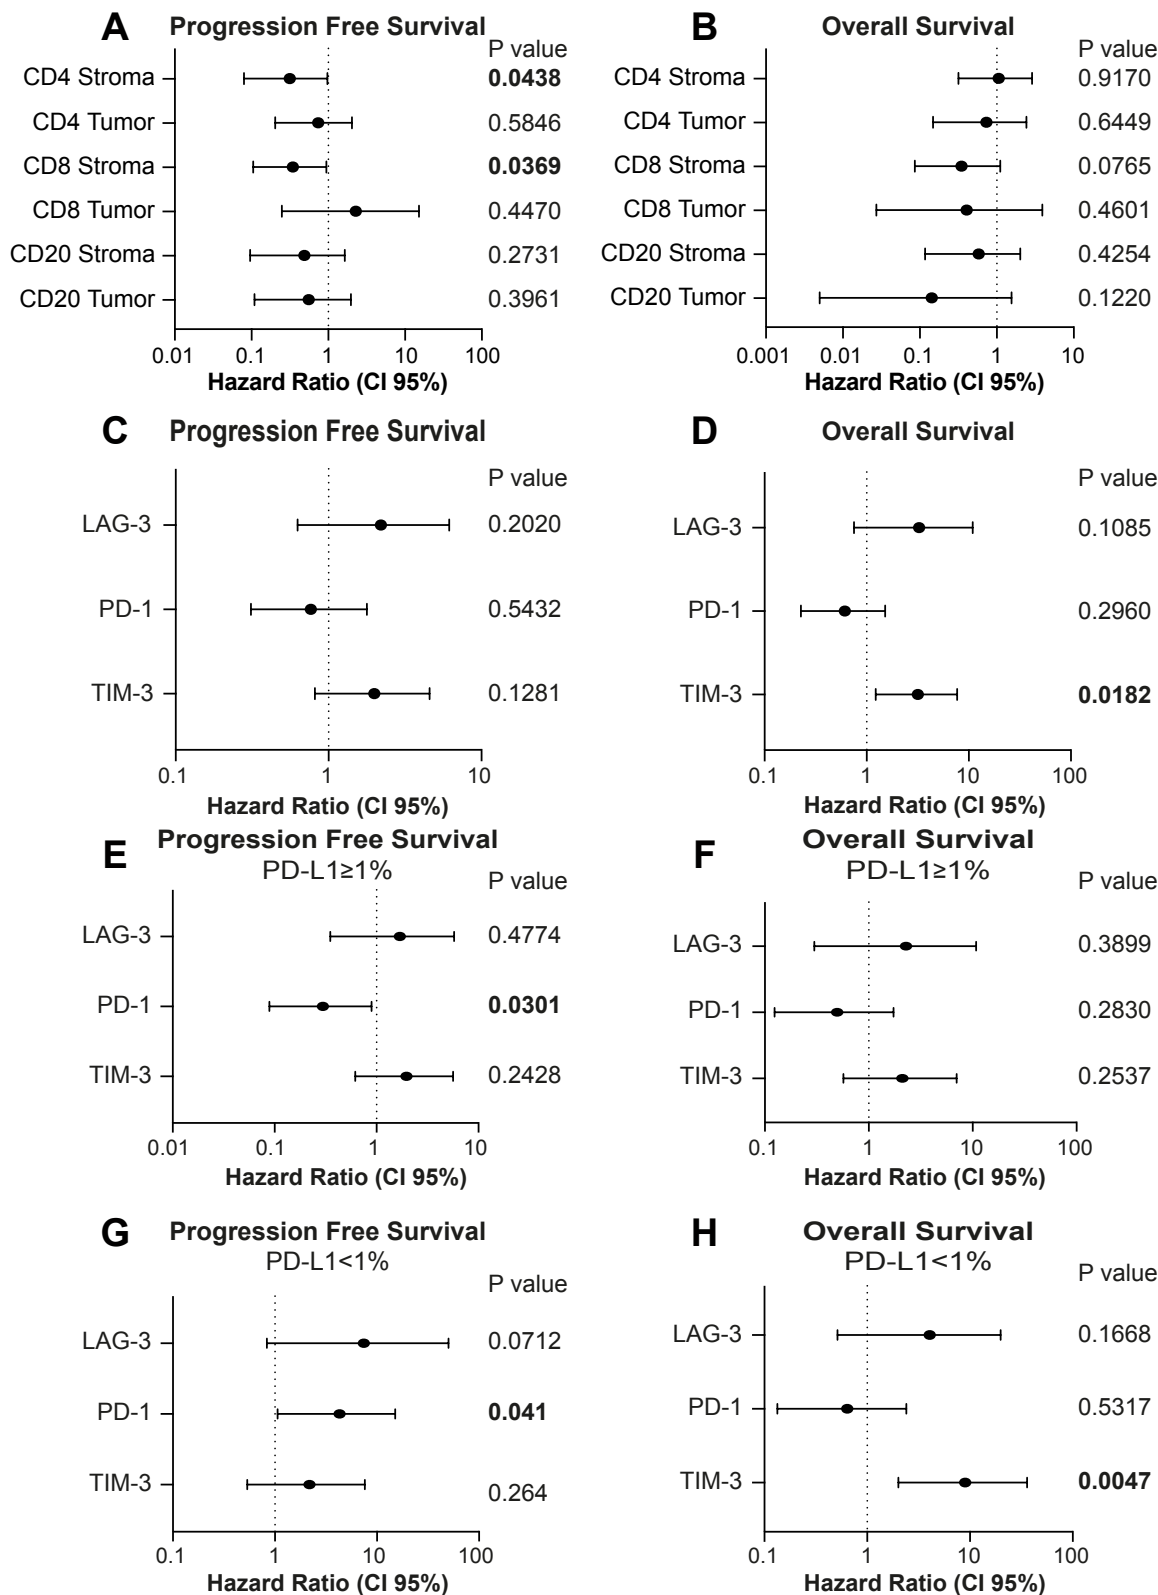 A Progression Free Survival
P value
CD4 Stroma 0.0438
CD4 Tumor 0.5846
CD8 Stroma 0.0369
CD8 Tumor 0.4470
CD20 Stroma 0.2731
CD20 Tumor 0.3961
0.01 0.1 1 10 100
Hazard Ratio (CI 95%)
B Overall Survival
P value
CD4 Stroma 0.9170
CD4 Tumor 0.6449
CD8 Stroma 0.0765
CD8 Tumor 0.4601
CD20 Stroma 0.4254
CD20 Tumor 0.1220
0.001 0.01 0.1 1 10
Hazard Ratio (CI 95%)
C Progression Free Survival
P value
LAG-3 0.2020
PD-1 0.5432
TIM-3 0.1281
0.1 1 10
Hazard Ratio (CI 95%)
D Overall Survival
P value
LAG-3 0.1085
PD-1 0.2960
TIM-3 0.0182
0.1 1 10 100
Hazard Ratio (CI 95%)
E Progression Free Survival
PD-L1≥1%
P value
LAG-3 0.4774
PD-1 0.0301
TIM-3 0.2428
0.01 0.1 1 10
Hazard Ratio (CI 95%)
F Overall Survival
PD-L1≥1%
P value
LAG-3 0.3899
PD-1 0.2830
TIM-3 0.2537
0.1 1 10 100
Hazard Ratio (CI 95%)
G Progression Free Survival
PD-L1<1%
P value
LAG-3 0.0712
PD-1 0.041
TIM-3 0.264
0.1 1 10 100
Hazard Ratio (CI 95%)
H Overall Survival
PD-L1<1%
P value
LAG-3 0.1668
PD-1 0.5317
TIM-3 0.0047
0.1 1 10 100
Hazard Ratio (CI 95%)